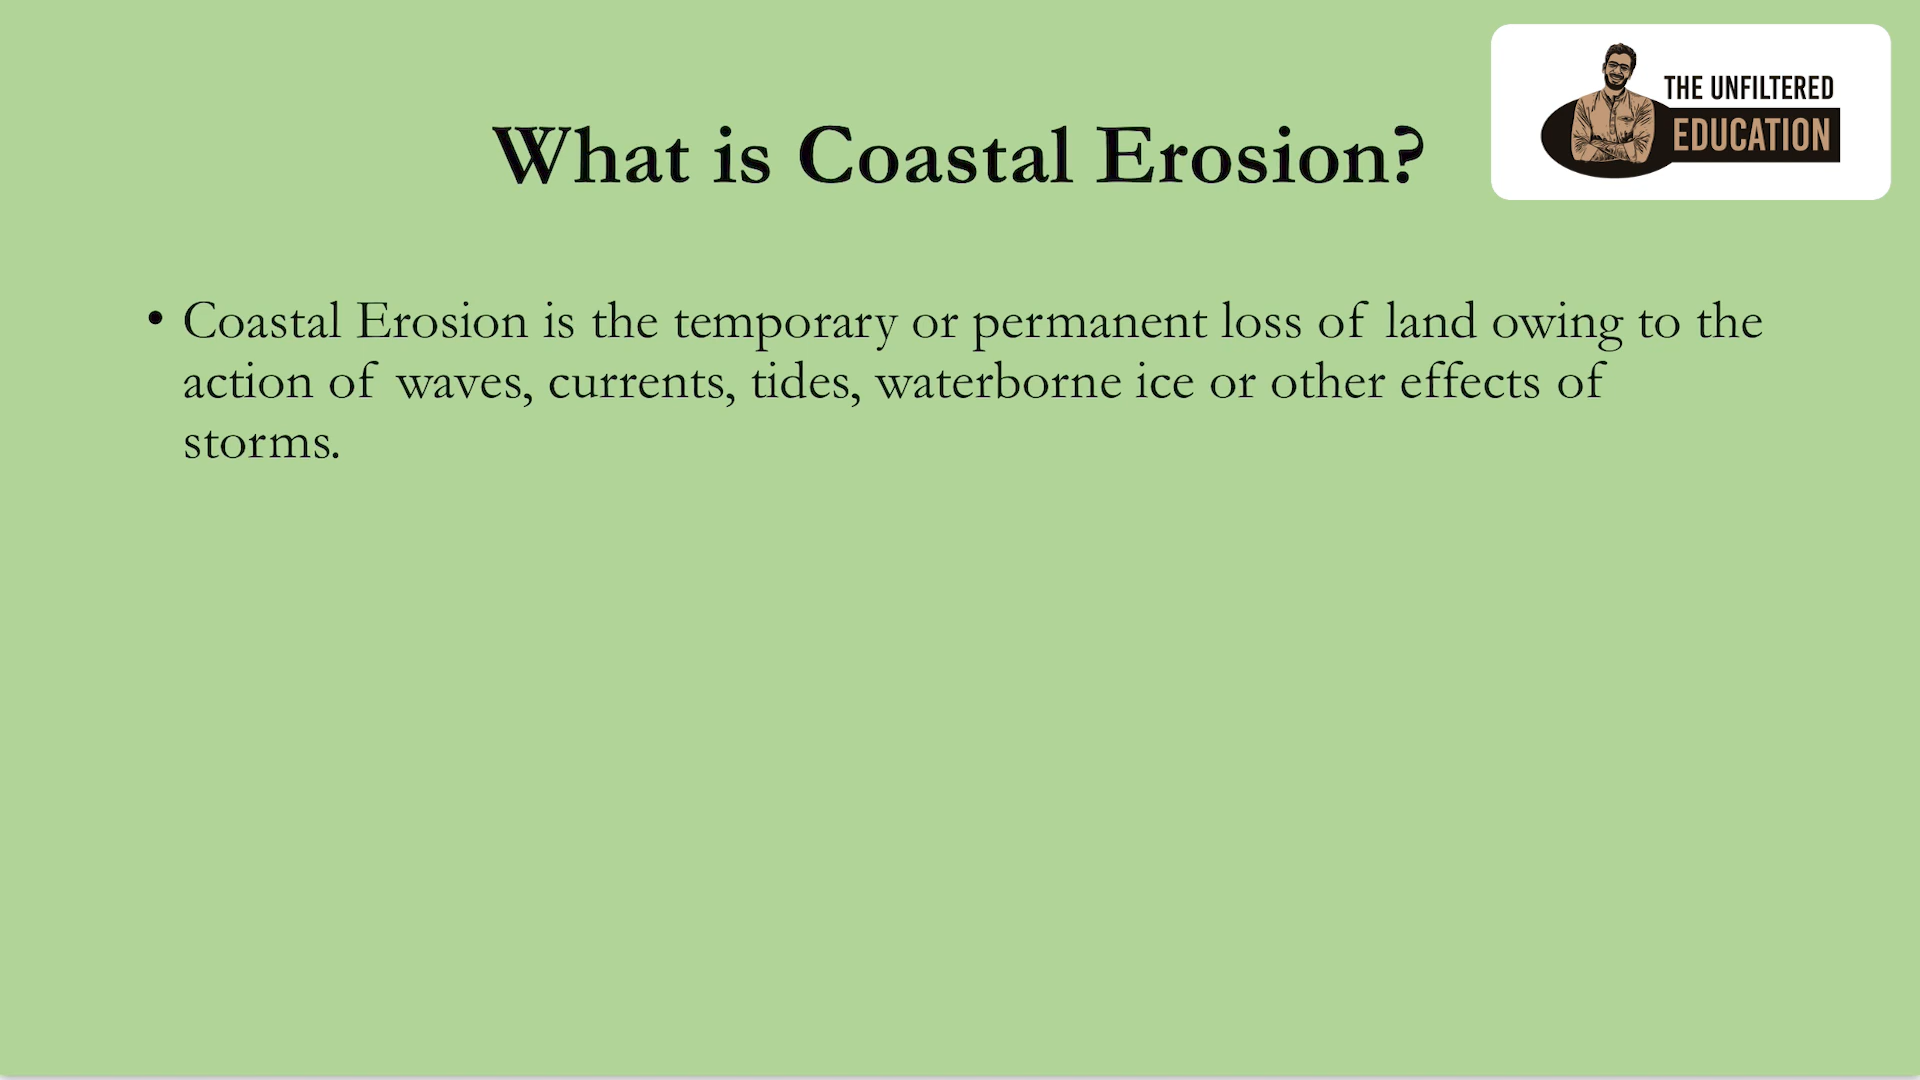 THE UNFILTERED
EDUCATION
What is Coastal Erosion?
• Coastal Erosion is the temporary or permanent loss of land owing to the
action of waves, currents, tides, waterborne ice or other effects of
storms.